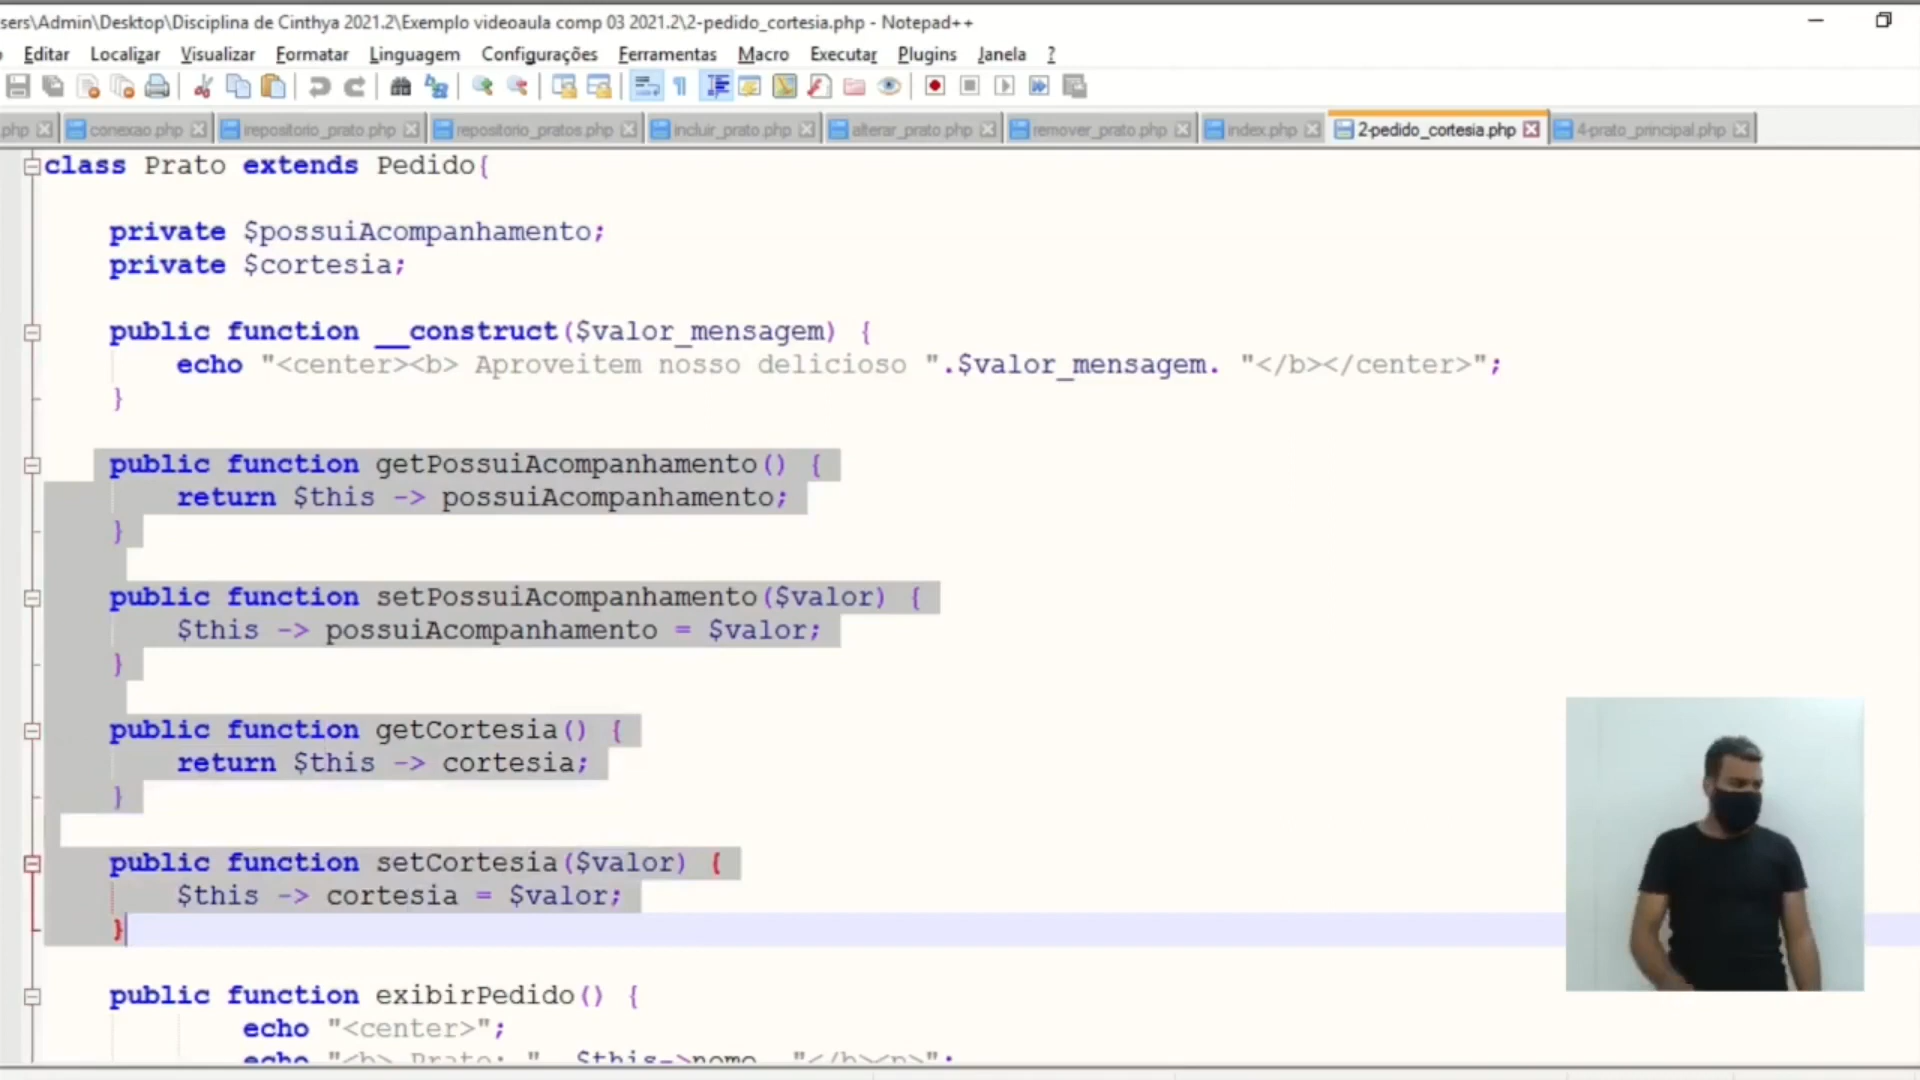 sers\Admin\Desktop\Disciplina de Cinthya 2021.2\Exemplo videoaula comp 03 2021.2\2-pedido_cortesia.php - Notepad++
Editar Localizar Visualizar Formatar Linguagem Configurações Ferramentas Macro Executar Plugins Janela ?
.php conexao.php irepositorio_prato.php repositorio_pratos.php incluir_prato.php alterar_prato.php remover_prato.php index.php 2-pedido_cortesia.php 4-prato_principal.php
class Prato extends Pedido{
private $possuiAcompanhamento;
private $cortesia;
public function __construct($valor_mensagem) {
echo "<center><b> Aproveitem nosso delicioso ".$valor_mensagem. "</b></center>";
}
public function getPossuiAcompanhamento() {
return $this -> possuiAcompanhamento;
}
public function setPossuiAcompanhamento($valor) {
$this -> possuiAcompanhamento = $valor;
}
public function getCortesia() {
return $this -> cortesia;
}
public function setCortesia($valor) {
$this -> cortesia = $valor;
}
public function exibirPedido() {
echo "<center>";
echo "<b> Prato: " . $this->nome. "</b><p>";